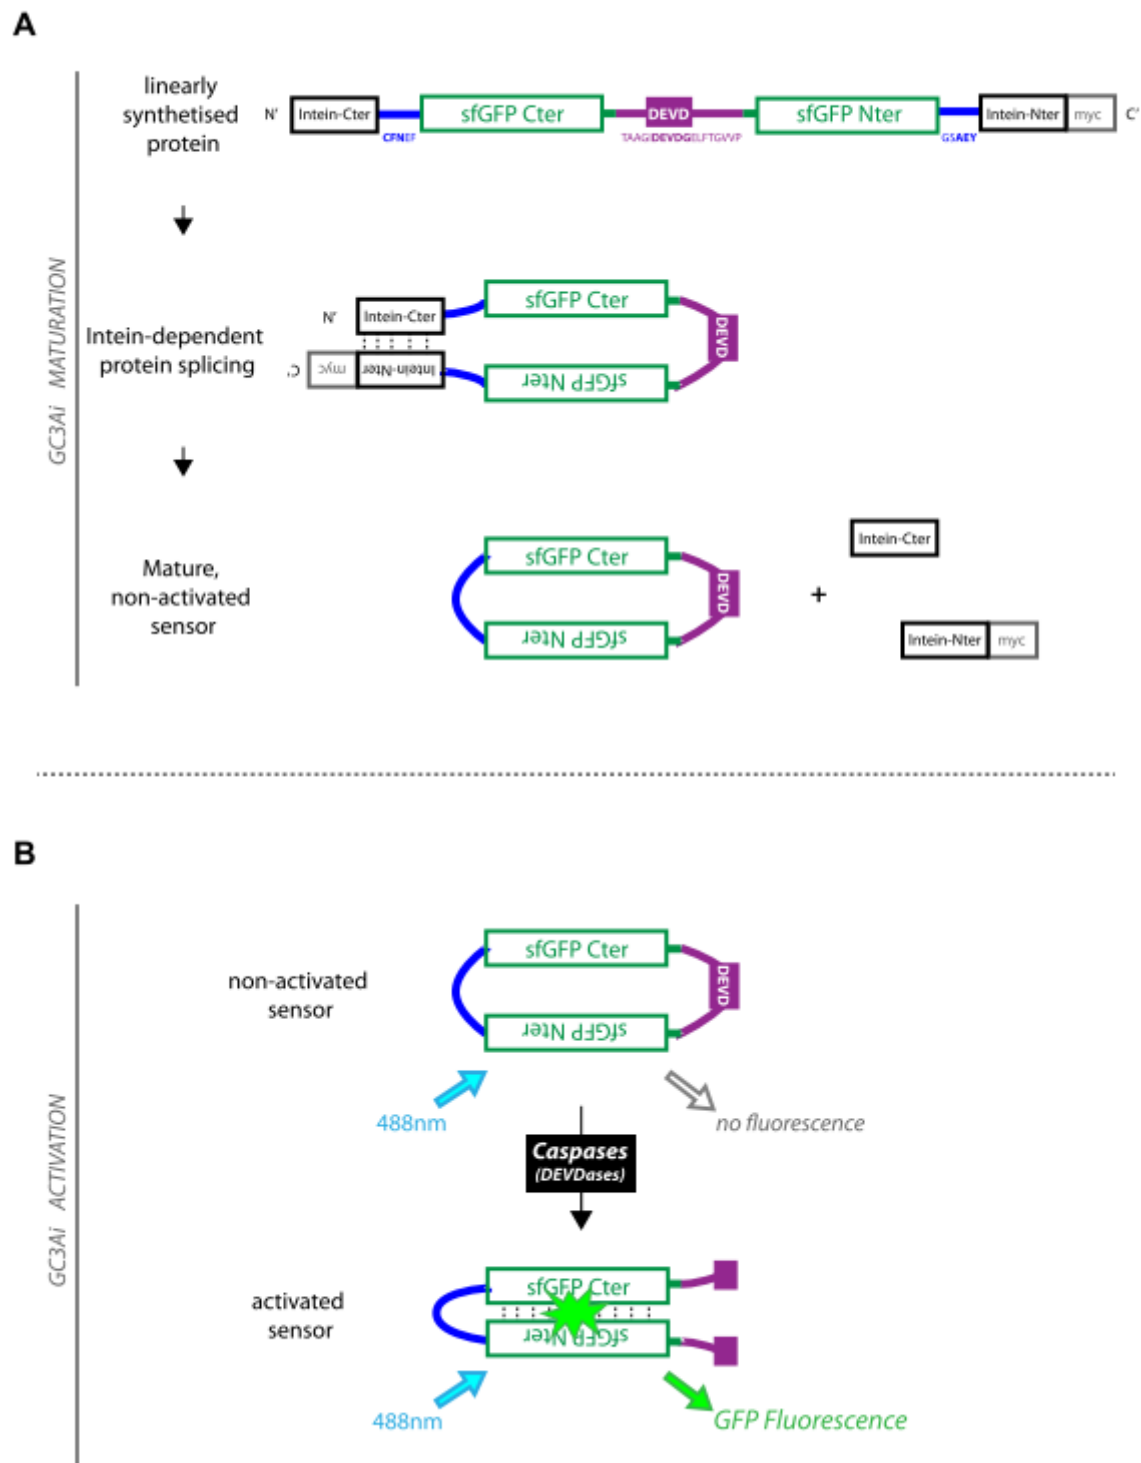 A
linearly
synthetised
protein
N' Intein-Cter sfGFP Cter DEVD sfGFP Nter Intein-Nter myc C'
CFNEF TAAGIDEVDGELFTGVVP GSAEY
GC3Ai MATURATION
Intein-dependent
protein splicing
sfGFP Cter
N' Intein-Cter
DEVD
C' myc Intein-Nter
sfGFP Nter
Mature,
non-activated
sensor
sfGFP Cter
DEVD
sfGFP Nter
+
Intein-Cter
Intein-Nter myc
B
GC3Ai ACTIVATION
non-activated
sensor
sfGFP Cter
DEVD
sfGFP Nter
488nm
no fluorescence
Caspases
(DEVDases)
activated
sensor
sfGFP Cter
sfGFP Nter
488nm
GFP Fluorescence